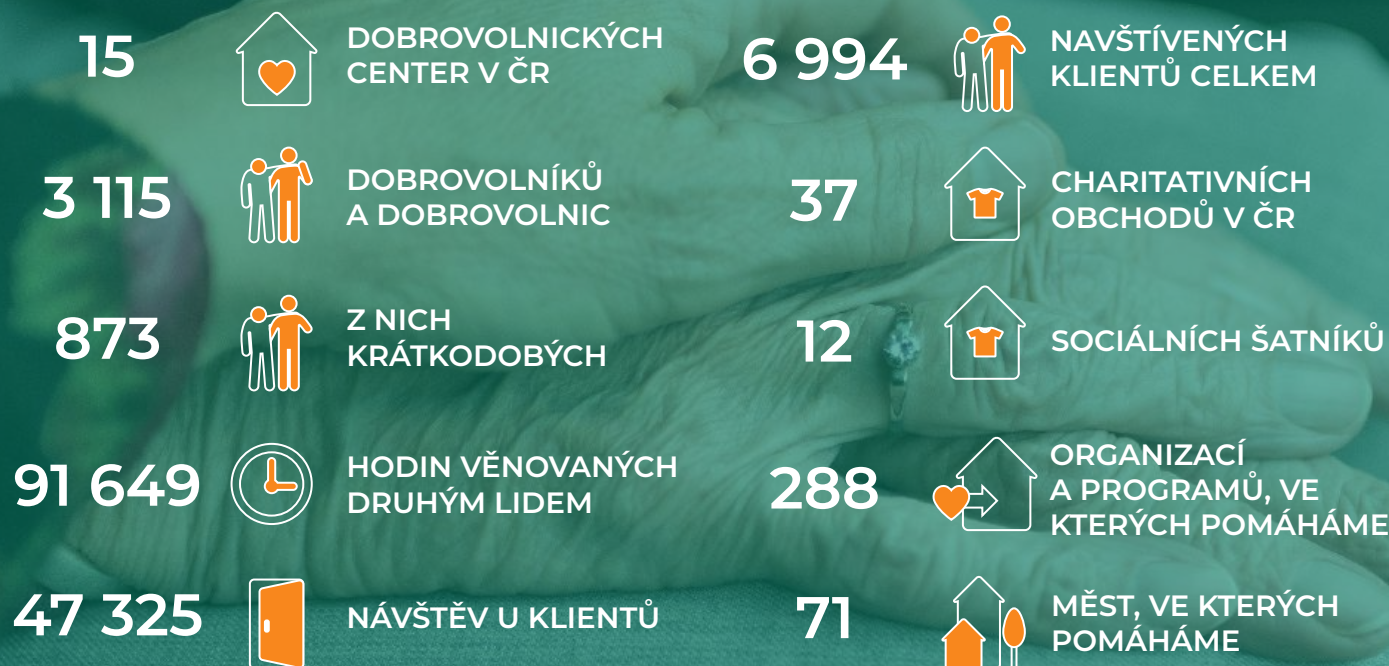 15
DOBROVOLNICKÝCH
CENTER V ČR
3 115
DOBROVOLNÍKŮ
A DOBROVOLNIC
873
Z NICH
KRÁTKODOBÝCH
91 649
HODIN VĚNOVANÝCH
DRUHÝM LIDEM
47 325
NÁVŠTĚV U KLIENTŮ
6 994
NAVŠTÍVENÝCH
KLIENTŮ CELKEM
37
CHARITATIVNÍCH
OBCHODŮ V ČR
12
SOCIÁLNÍCH ŠATNÍKŮ
288
ORGANIZACÍ
A PROGRAMŮ, VE
KTERÝCH POMÁHÁME
71
MĚST, VE KTERÝCH
POMÁHÁME